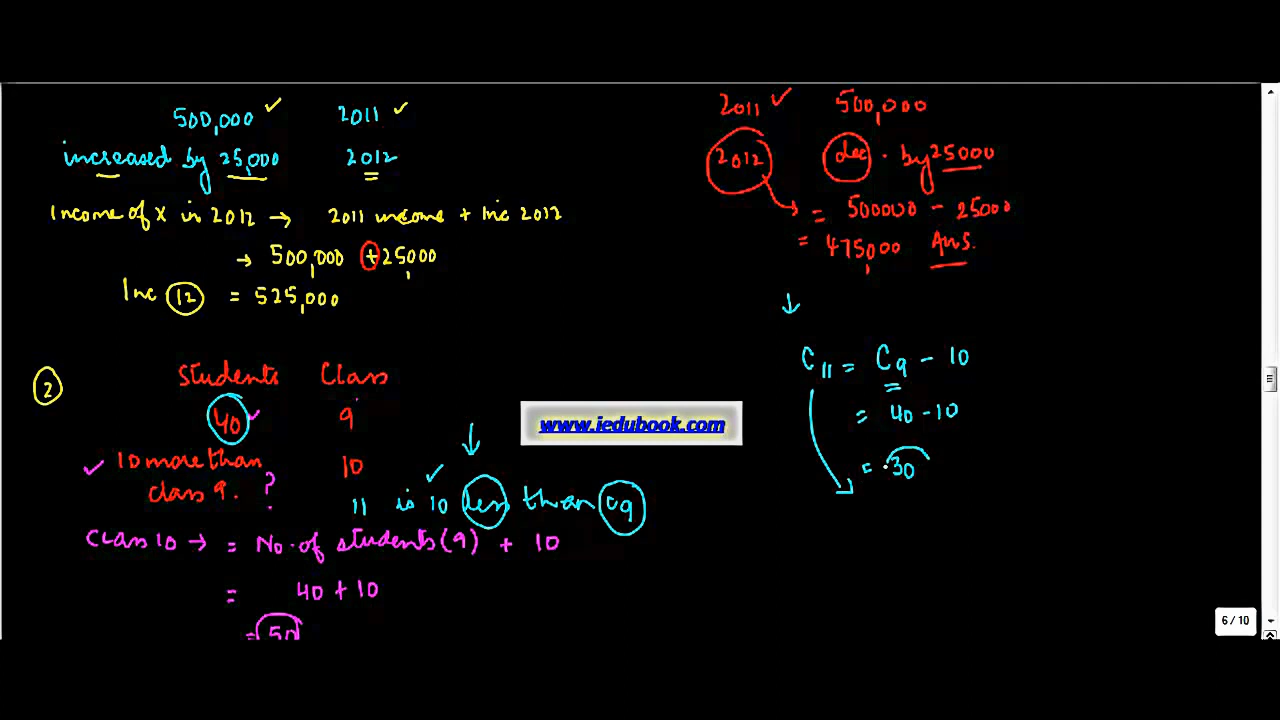 500,000 2011
increased by 25,000 2012
Income of X in 2012 → 2011 income + Inc 2012
→ 500,000 + 25000
Inc 12 = 525,000
2011 500,000
2012 dec. by 25000
= 500000 - 25000
= 475000 Ans.
2 Students Class
40 9
10 more than 10
class 9. ?
11 is 10 less than C9
Class 10 → = No. of students (9) + 10
= 40 + 10
= 50
www.iedubook.com
C11 = C9 - 10
= 40 - 10
= 30
6 / 10